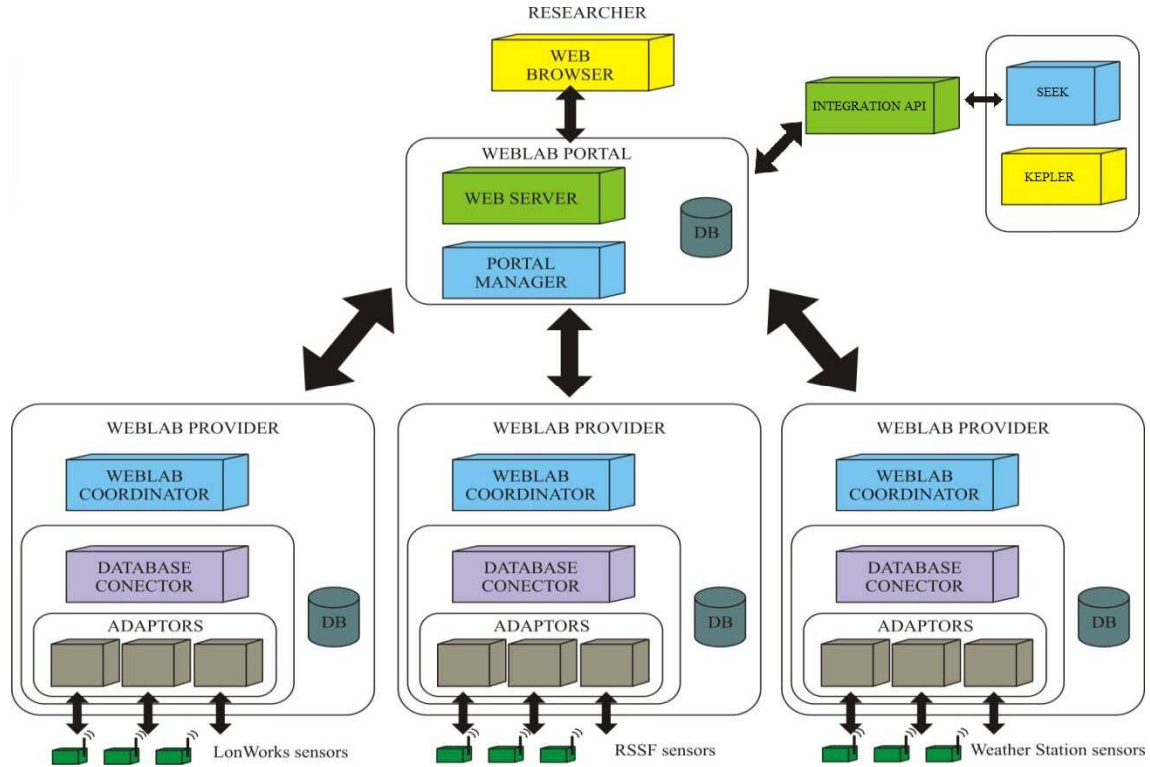 RESEARCHER
WEB
BROWSER
INTEGRATION API
SEEK
KEPLER
WEBLAB PORTAL
WEB SERVER
PORTAL
MANAGER
DB
WEBLAB PROVIDER
WEBLAB
COORDINATOR
DATABASE
CONECTOR
ADAPTORS
DB
LonWorks sensors
WEBLAB PROVIDER
WEBLAB
COORDINATOR
DATABASE
CONECTOR
ADAPTORS
DB
RSSF sensors
WEBLAB PROVIDER
WEBLAB
COORDINATOR
DATABASE
CONECTOR
ADAPTORS
DB
Weather Station sensors